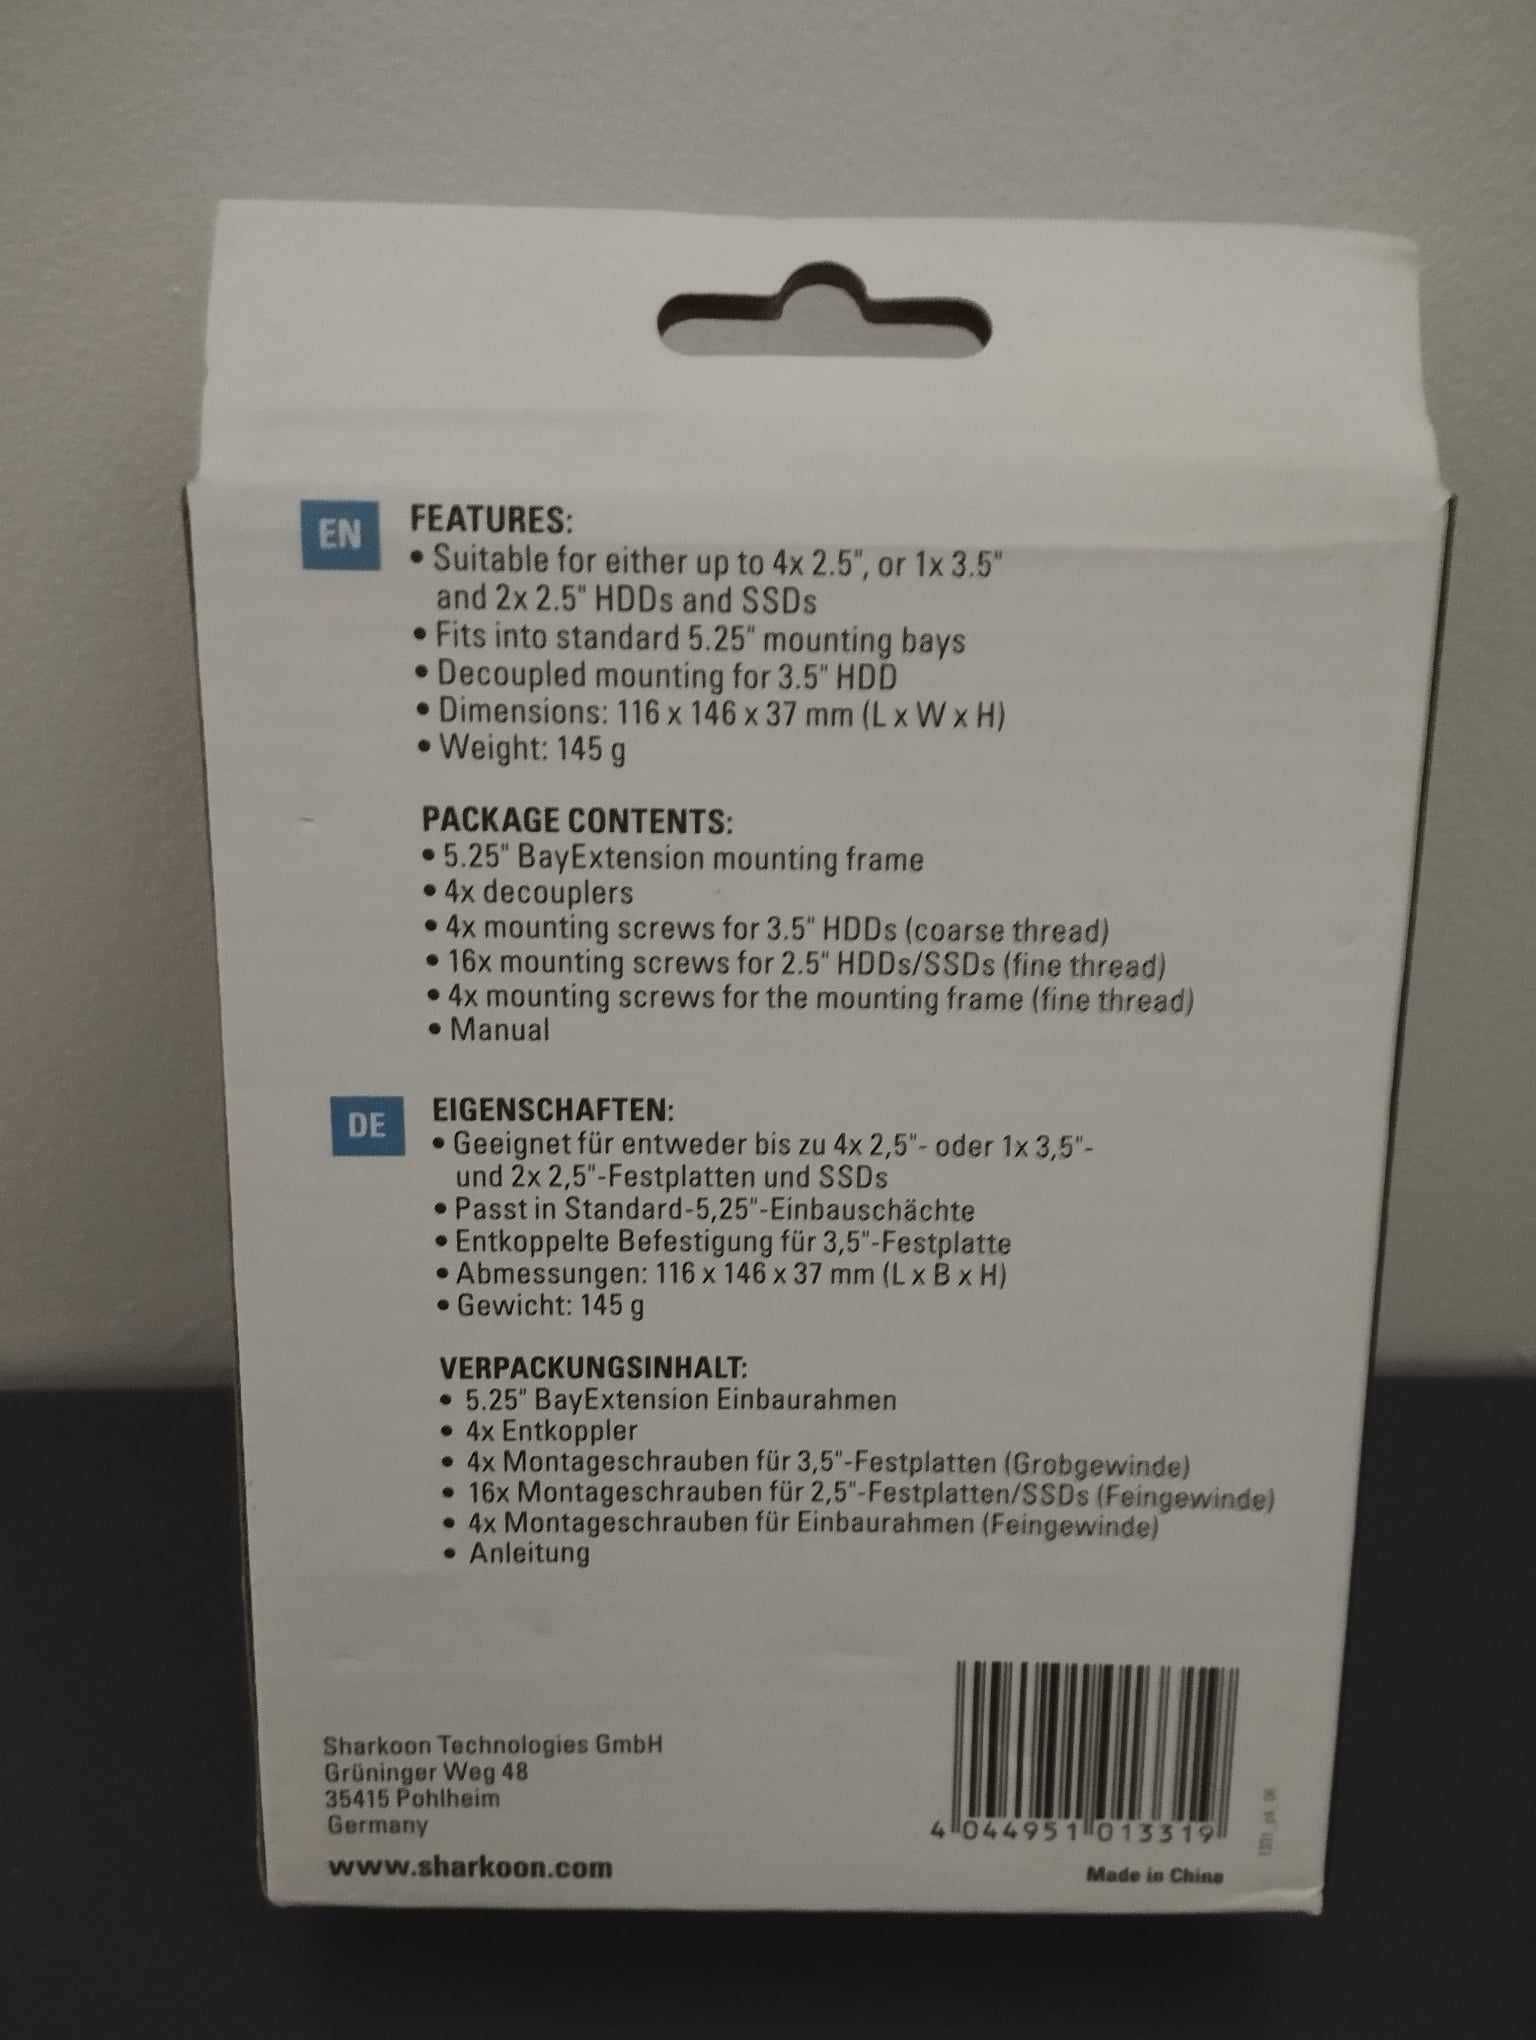 EN
FEATURES:
• Suitable for either up to 4x 2.5", or 1x 3.5"
and 2x 2.5" HDDs and SSDs
• Fits into standard 5.25" mounting bays
• Decoupled mounting for 3.5" HDD
• Dimensions: 116 x 146 x 37 mm (L x W x H)
• Weight: 145 g
PACKAGE CONTENTS:
• 5.25" BayExtension mounting frame
• 4x decouplers
• 4x mounting screws for 3.5" HDDs (coarse thread)
• 16x mounting screws for 2.5" HDDs/SSDs (fine thread)
• 4x mounting screws for the mounting frame (fine thread)
• Manual
DE
EIGENSCHAFTEN:
• Geeignet für entweder bis zu 4x 2,5"- oder 1x 3,5"-
und 2x 2,5"-Festplatten und SSDs
• Passt in Standard-5,25"-Einbauschächte
• Entkoppelte Befestigung für 3,5"-Festplatte
• Abmessungen: 116 x 146 x 37 mm (L x B x H)
• Gewicht: 145 g
VERPACKUNGSINHALT:
• 5.25" BayExtension Einbaurahmen
• 4x Entkoppler
• 4x Montageschrauben für 3,5"-Festplatten (Grobgewinde)
• 16x Montageschrauben für 2,5"-Festplatten/SSDs (Feingewinde)
• 4x Montageschrauben für Einbaurahmen (Feingewinde)
• Anleitung
Sharkoon Technologies GmbH
Grüninger Weg 48
35415 Pohlheim
Germany
www.sharkoon.com
4 044951 013319
Made in China